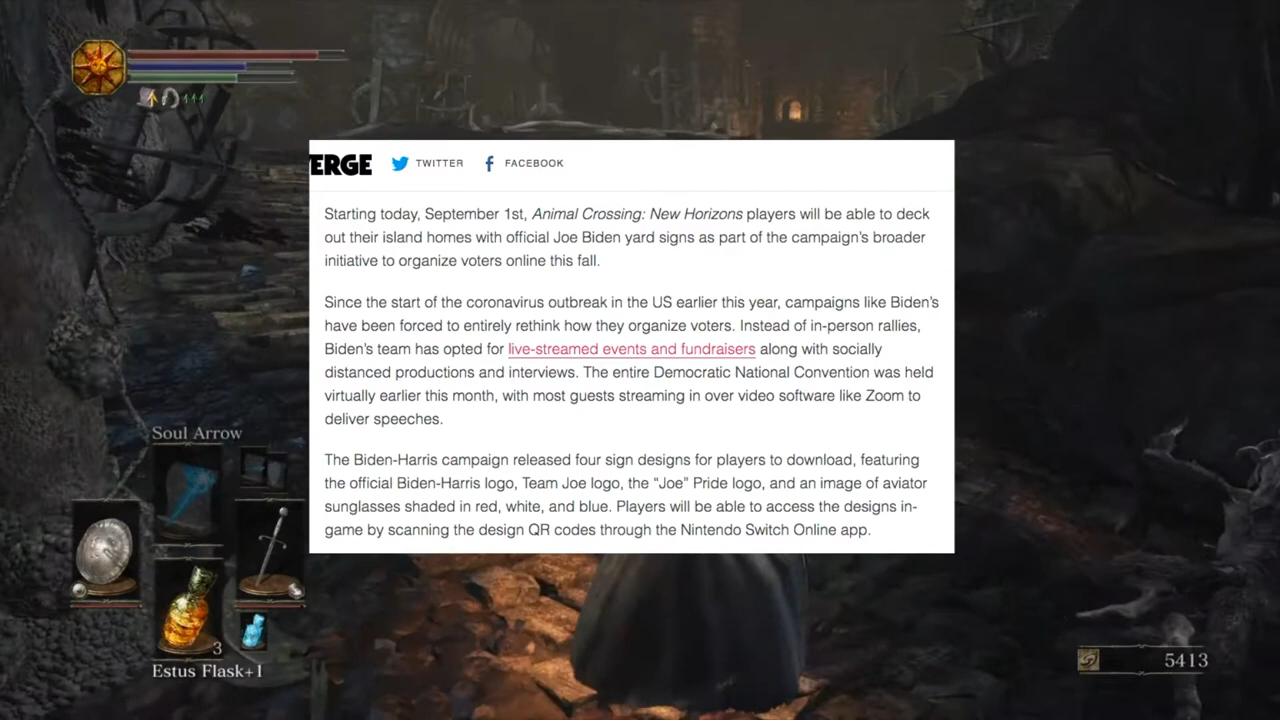 ERGE TWITTER FACEBOOK
Starting today, September 1st, Animal Crossing: New Horizons players will be able to deck
out their island homes with official Joe Biden yard signs as part of the campaign’s broader
initiative to organize voters online this fall.
Since the start of the coronavirus outbreak in the US earlier this year, campaigns like Biden’s
have been forced to entirely rethink how they organize voters. Instead of in-person rallies,
Biden’s team has opted for live-streamed events and fundraisers along with socially
distanced productions and interviews. The entire Democratic National Convention was held
virtually earlier this month, with most guests streaming in over video software like Zoom to
deliver speeches.
The Biden-Harris campaign released four sign designs for players to download, featuring
the official Biden-Harris logo, Team Joe logo, the “Joe” Pride logo, and an image of aviator
sunglasses shaded in red, white, and blue. Players will be able to access the designs in-
game by scanning the design QR codes through the Nintendo Switch Online app.
Soul Arrow
3
Estus Flask+1
5413